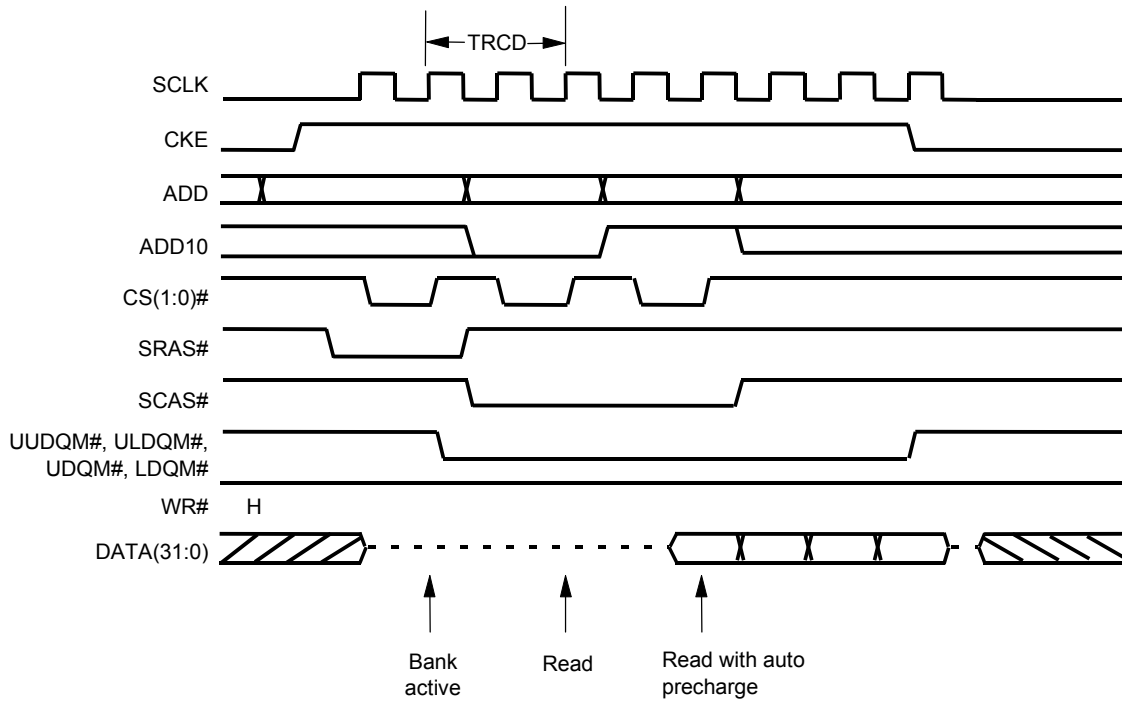 TRCD
SCLK
CKE
ADD
ADD10
CS(1:0)#
SRAS#
SCAS#
UUDQM#, ULDQM#,
UDQM#, LDQM#
WR# H
DATA(31:0)
Bank
active
Read
Read with auto
precharge